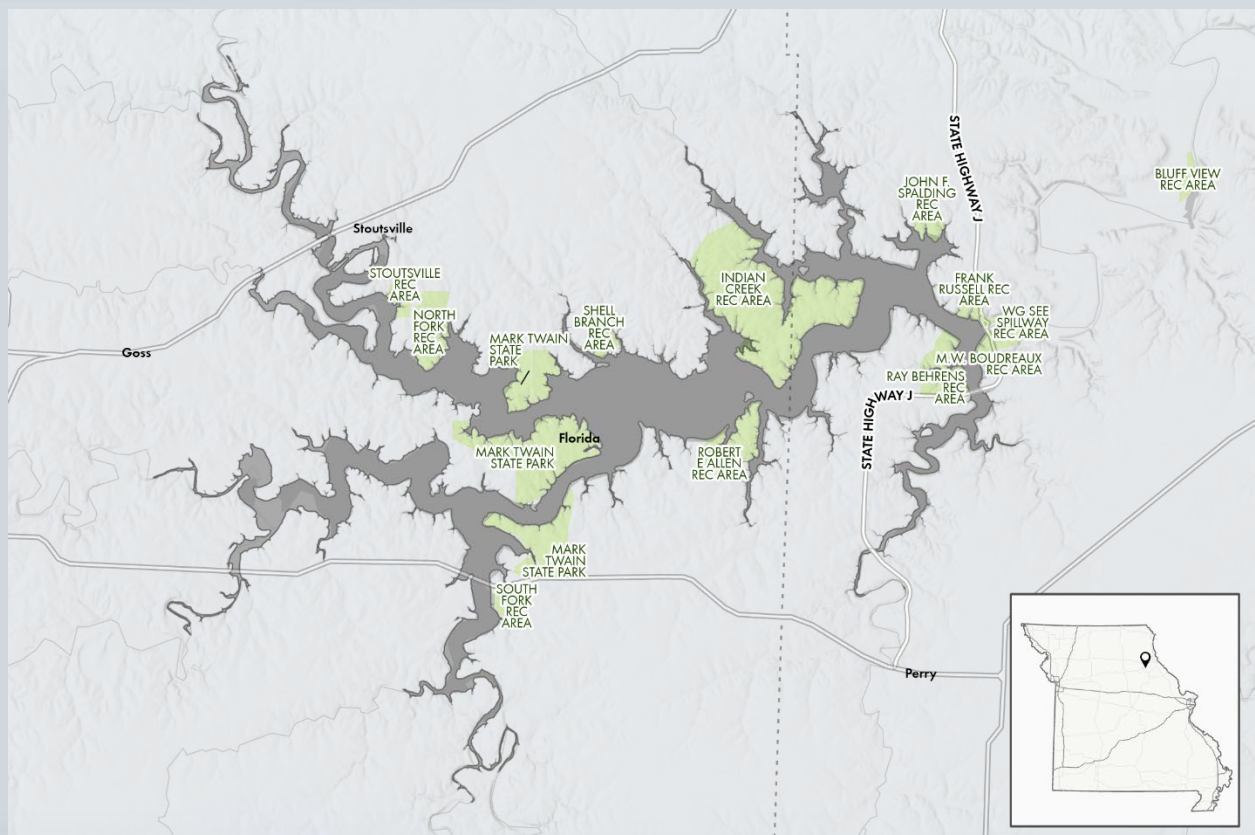 STATE HIGHWAY J
BLUFF VIEW
REC AREA
JOHN F.
SPALDING
REC
AREA
Stoutsville
STOUTSVILLE
REC
AREA
INDIAN
CREEK
REC AREA
FRANK
RUSSELL REC
AREA
NORTH
FORK
REC
AREA
SHELL
BRANCH
REC
AREA
WG SEE
SPILLWAY
REC AREA
MARK TWAIN
STATE
PARK
Goss
M.W. BOUDREAUX
REC AREA
RAY BEHRENS
REC
AREA
STATE HIGHWAY J
Florida
MARK TWAIN
STATE PARK
ROBERT
E ALLEN
REC AREA
MARK
TWAIN
STATE PARK
SOUTH
FORK
REC
AREA
Perry